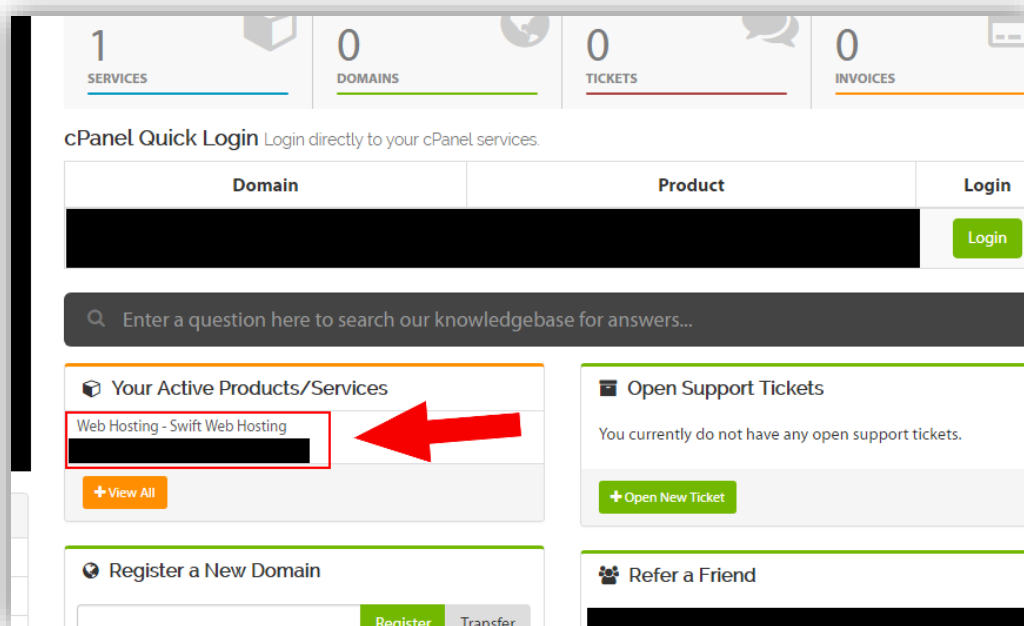 1
SERVICES
0
DOMAINS
0
TICKETS
0
INVOICES
cPanel Quick Login Login directly to your cPanel services.
Domain Product Login
Login
Enter a question here to search our knowledgebase for answers...
Your Active Products/Services
Web Hosting - Swift Web Hosting
View All
Open Support Tickets
You currently do not have any open support tickets.
Open New Ticket
Register a New Domain
Register Transfer
Refer a Friend